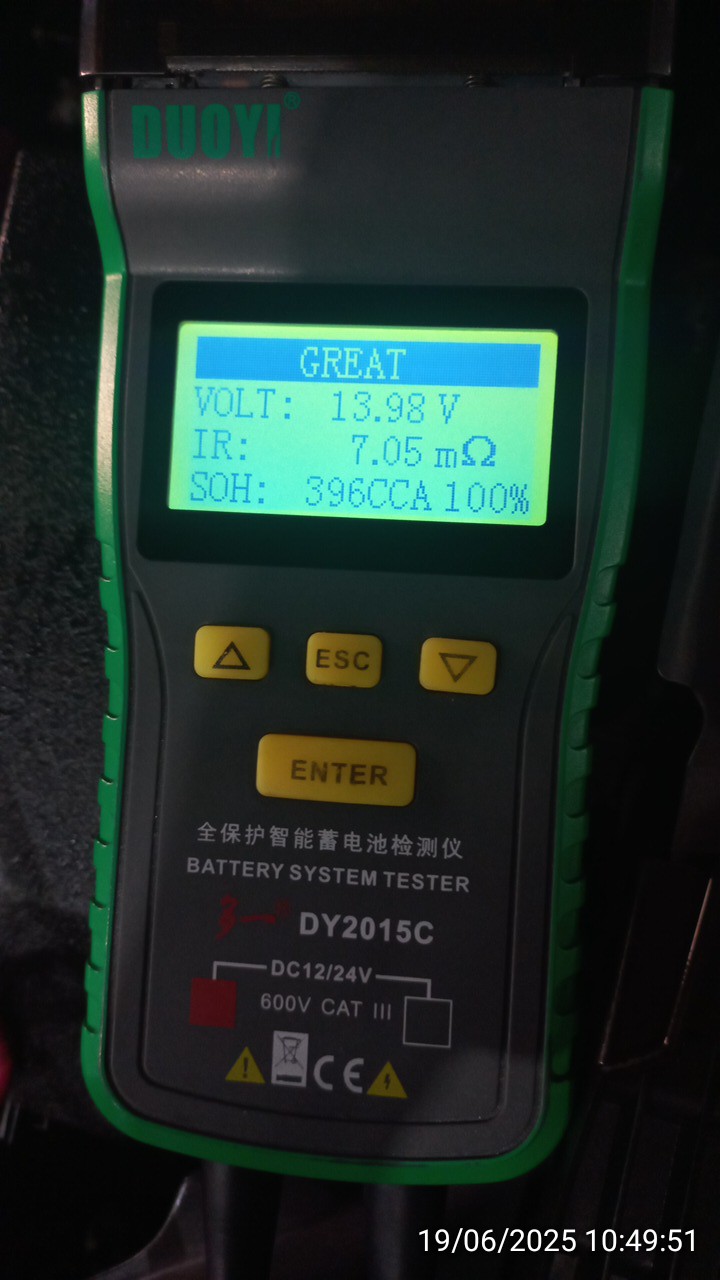 DUOYI®
GREAT
VOLT: 13.98 V
IR: 7.05 mΩ
SOH: 396CCA 100%
ESC
ENTER
全保护智能蓄电池检测仪
BATTERY SYSTEM TESTER
DY2015C
DC12/24V
600V CAT III
CE
19/06/2025 10:49:51